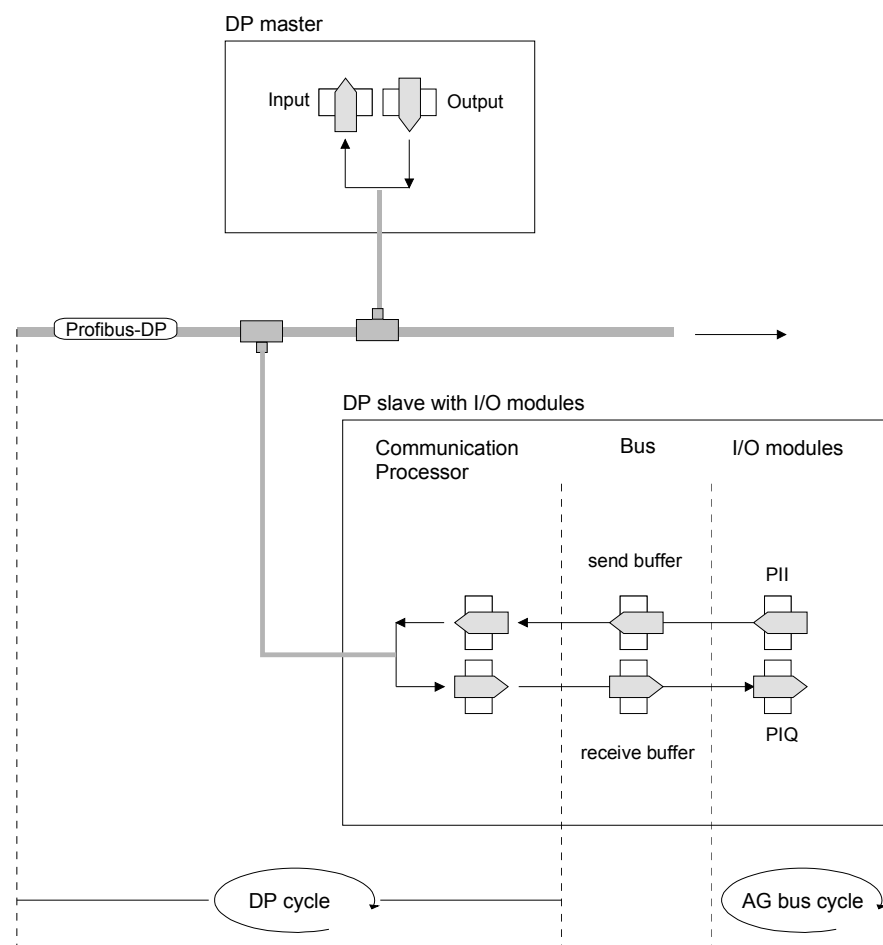 DP master
Input
Output
Profibus-DP
DP slave with I/O modules
Communication
Processor
Bus
I/O modules
send buffer
PII
receive buffer
PIQ
DP cycle
AG bus cycle